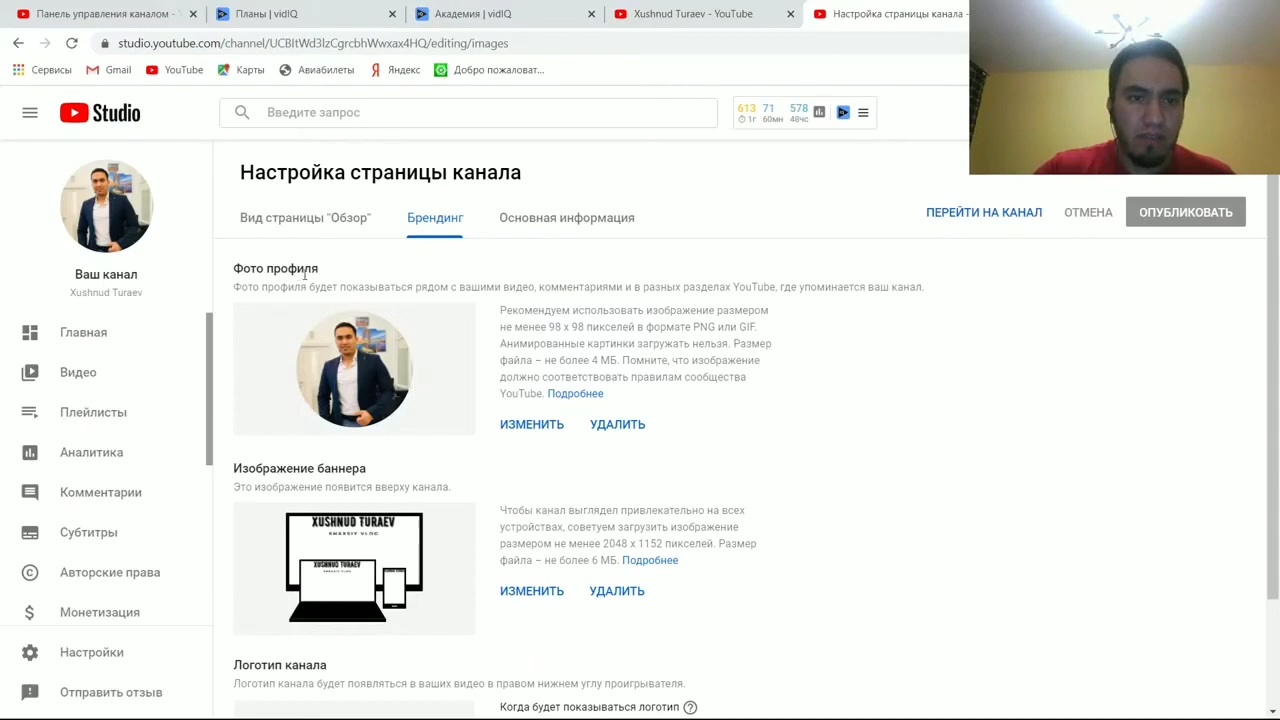 Панель управления каналом -
Планы | vidIQ
Академия | vidIQ
Xushnud Turaev - YouTube
Настройка страницы канала -
studio.youtube.com/channel/UCBItWd3IzCgrcbhWwxax4HQ/editing/images
Сервисы
Gmail
YouTube
Карты
Авиабилеты
Яндекс
Добро пожаловат...
Studio
Введите запрос
613 71 578
1г 60мн 48чс
Ваш канал
Xushnud Turaev
Главная
Видео
Плейлисты
Аналитика
Комментарии
Субтитры
Авторские права
Монетизация
Настройки
Отправить отзыв
Настройка страницы канала
Вид страницы "Обзор"
Брендинг
Основная информация
ПЕРЕЙТИ НА КАНАЛ
ОТМЕНА
ОПУБЛИКОВАТЬ
Фото профиля
Фото профиля будет показываться рядом с вашими видео, комментариями и в разных разделах YouTube, где упоминается ваш канал.
Рекомендуем использовать изображение размером
не менее 98 x 98 пикселей в формате PNG или GIF.
Анимированные картинки загружать нельзя. Размер
файла – не более 4 МБ. Помните, что изображение
должно соответствовать правилам сообщества
YouTube. Подробнее
ИЗМЕНИТЬ
УДАЛИТЬ
Изображение баннера
Это изображение появится вверху канала.
XUSHNUD TURAEV
SHAXSIY VLOG
XUSHNUD TURAEV
Чтобы канал выглядел привлекательно на всех
устройствах, советуем загрузить изображение
размером не менее 2048 x 1152 пикселей. Размер
файла – не более 6 МБ. Подробнее
ИЗМЕНИТЬ
УДАЛИТЬ
Логотип канала
Логотип канала будет появляться в ваших видео в правом нижнем углу проигрывателя.
Когда будет показываться логотип